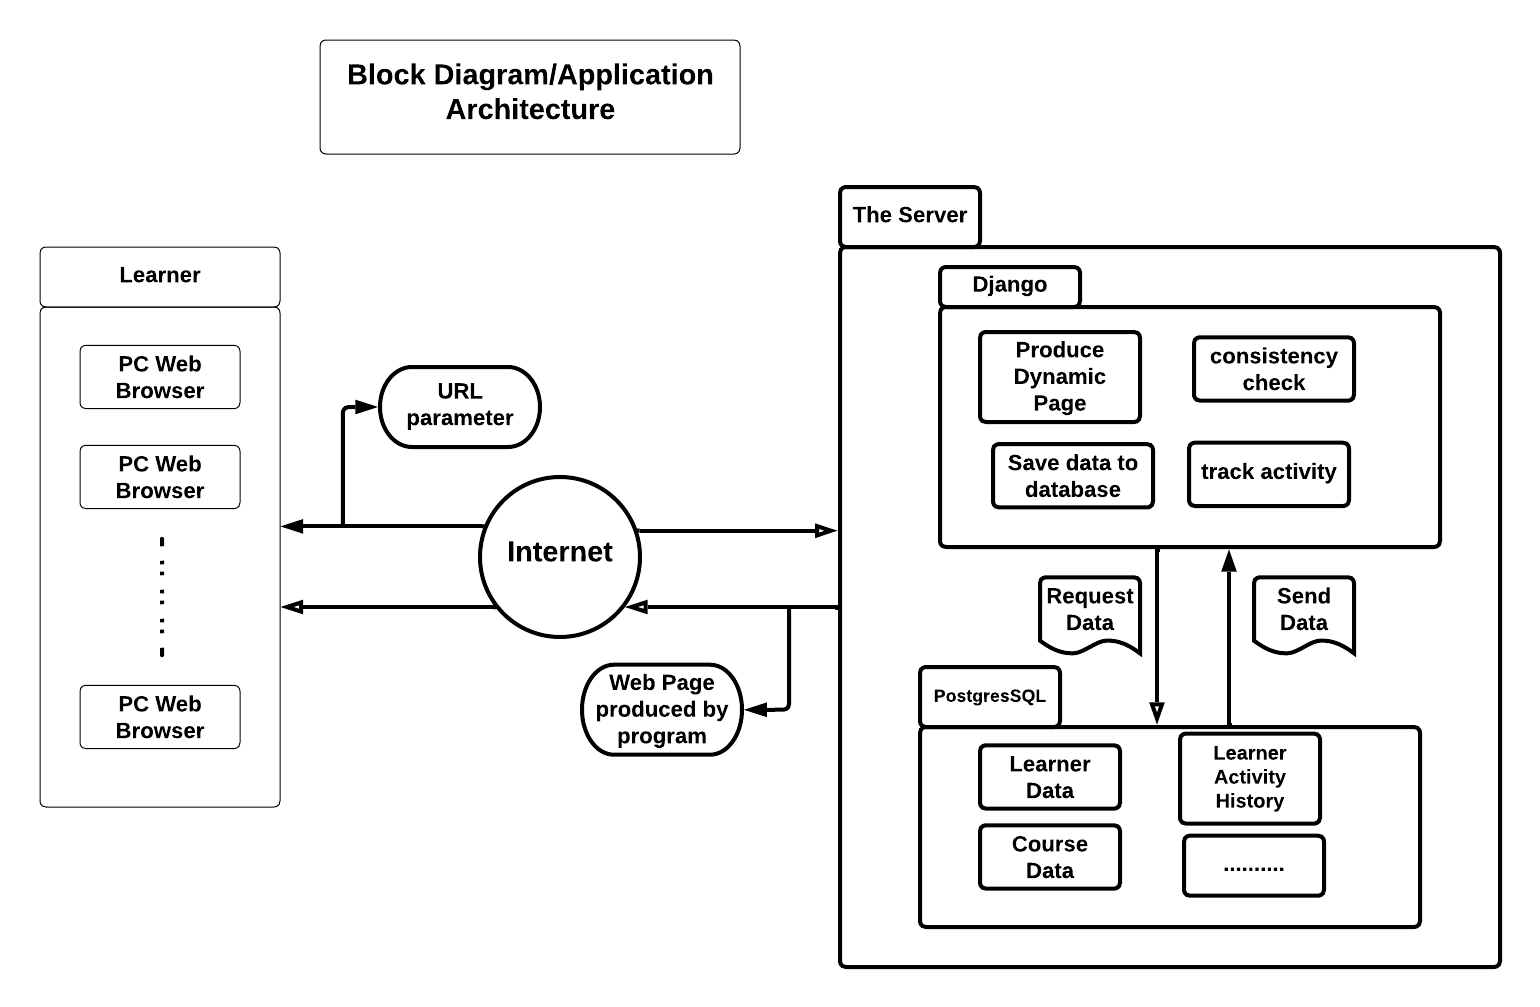 Block Diagram/Application
Architecture
The Server
Learner
Django
PC Web
Browser
PC Web
Browser
PC Web
Browser
URL
parameter
Internet
Web Page
produced by
program
Produce
Dynamic
Page
consistency
check
Save data to
database
track activity
Request
Data
Send
Data
PostgresSQL
Learner
Data
Learner
Activity
History
Course
Data
..........